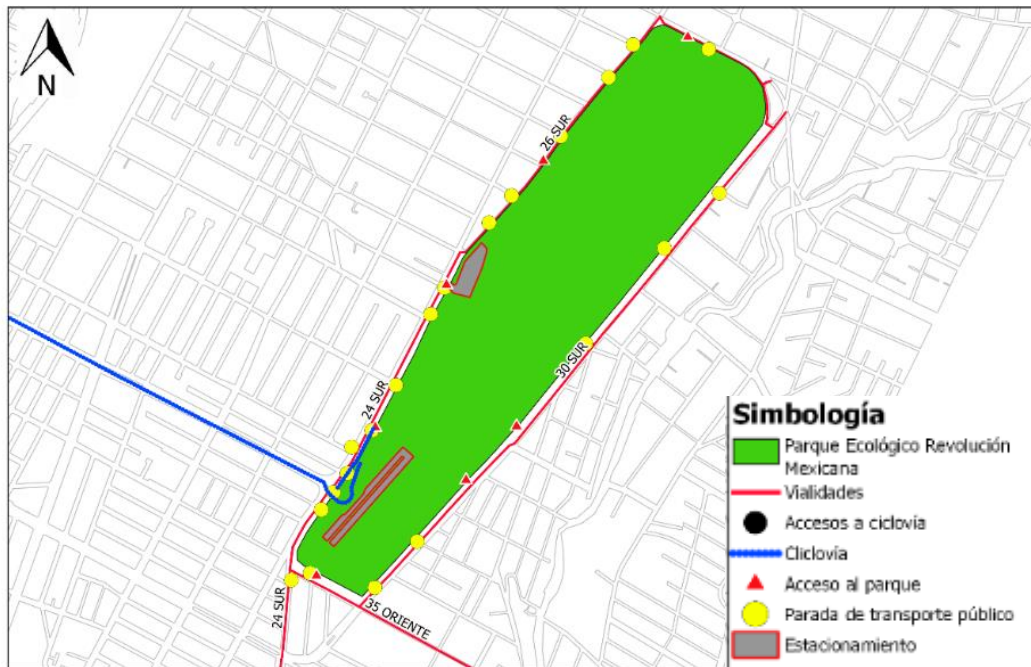 N
26 SUR
24 SUR
30 SUR
24 SUR
35 ORIENTE
Simbología
Parque Ecológico Revolución
Mexicana
Vialidades
Accesos a ciclovía
Cliclovía
Acceso al parque
Parada de transporte público
Estacionamiento